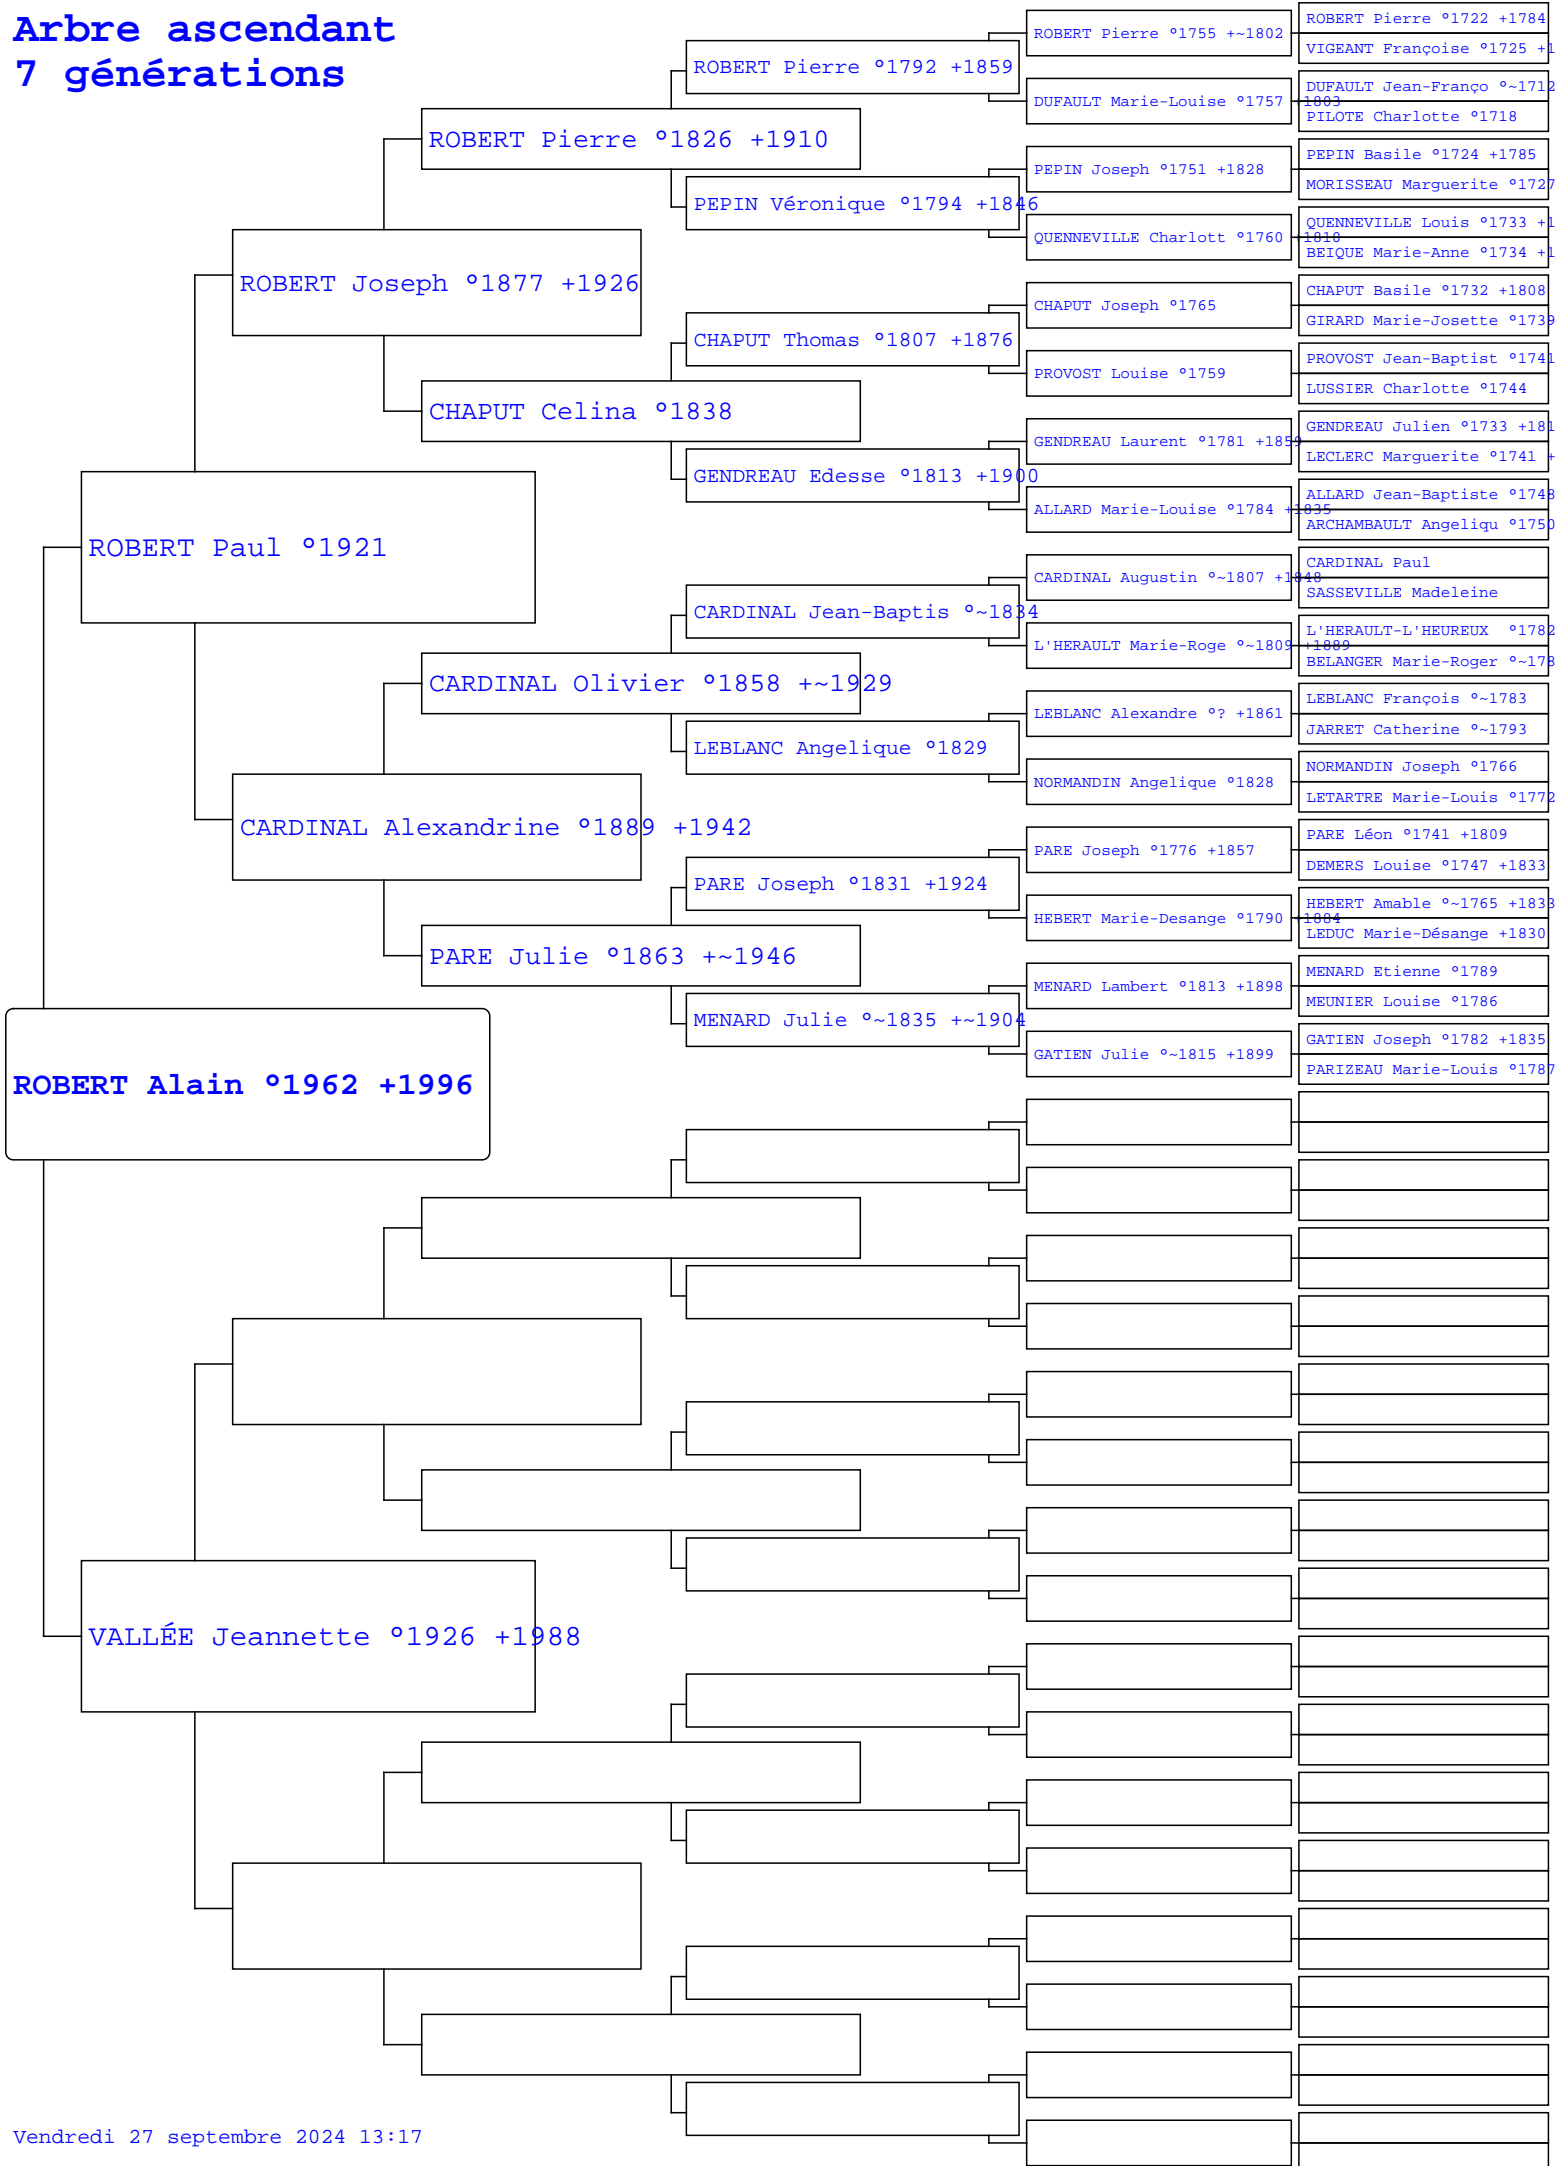 Arbre ascendant
7 générations
ROBERT Alain °1962 +1996
ROBERT Paul °1921
VALLÉE Jeannette °1926 +1988
ROBERT Joseph °1877 +1926
CARDINAL Alexandrine °1889 +1942
ROBERT Pierre °1826 +1910
CHAPUT Celina °1838
CARDINAL Olivier °1858 +~1929
PARE Julie °1863 +~1946
ROBERT Pierre °1792 +1859
PEPIN Véronique °1794 +1846
CHAPUT Thomas °1807 +1876
GENDREAU Edesse °1813 +1900
CARDINAL Jean-Baptis °~1834
LEBLANC Angelique °1829
PARE Joseph °1831 +1924
MENARD Julie °~1835 +~1904
ROBERT Pierre °1755 +~1802
DUFAULT Marie-Louise °1757 +1803
PEPIN Joseph °1751 +1828
QUENNEVILLE Charlott °1760 +1810
CHAPUT Joseph °1765
PROVOST Louise °1759
GENDREAU Laurent °1781 +1859
ALLARD Marie-Louise °1784 +1835
CARDINAL Augustin °~1807 +1848
L'HERAULT Marie-Roge °~1809 +1889
LEBLANC Alexandre °? +1861
NORMANDIN Angelique °1828
PARE Joseph °1776 +1857
HEBERT Marie-Desange °1790 +1884
MENARD Lambert °1813 +1898
GATIEN Julie °~1815 +1899
ROBERT Pierre °1722 +1784
VIGEANT Françoise °1725 +1
DUFAULT Jean-Franço °~1712
PILOTE Charlotte °1718
PEPIN Basile °1724 +1785
MORISSEAU Marguerite °1727
QUENNEVILLE Louis °1733 +1
BEIQUE Marie-Anne °1734 +1
CHAPUT Basile °1732 +1808
GIRARD Marie-Josette °1739
PROVOST Jean-Baptist °1741
LUSSIER Charlotte °1744
GENDREAU Julien °1733 +181
LECLERC Marguerite °1741 +
ALLARD Jean-Baptiste °1748
ARCHAMBAULT Angeliqu °1750
CARDINAL Paul
SASSEVILLE Madeleine
L'HERAULT-L'HEUREUX °1782
BELANGER Marie-Roger °~178
LEBLANC François °~1783
JARRET Catherine °~1793
NORMANDIN Joseph °1766
LETARTRE Marie-Louis °1772
PARE Léon °1741 +1809
DEMERS Louise °1747 +1833
HEBERT Amable °~1765 +1833
LEDUC Marie-Désange +1830
MENARD Etienne °1789
MEUNIER Louise °1786
GATIEN Joseph °1782 +1835
PARIZEAU Marie-Louis °1787
Vendredi 27 septembre 2024 13:17